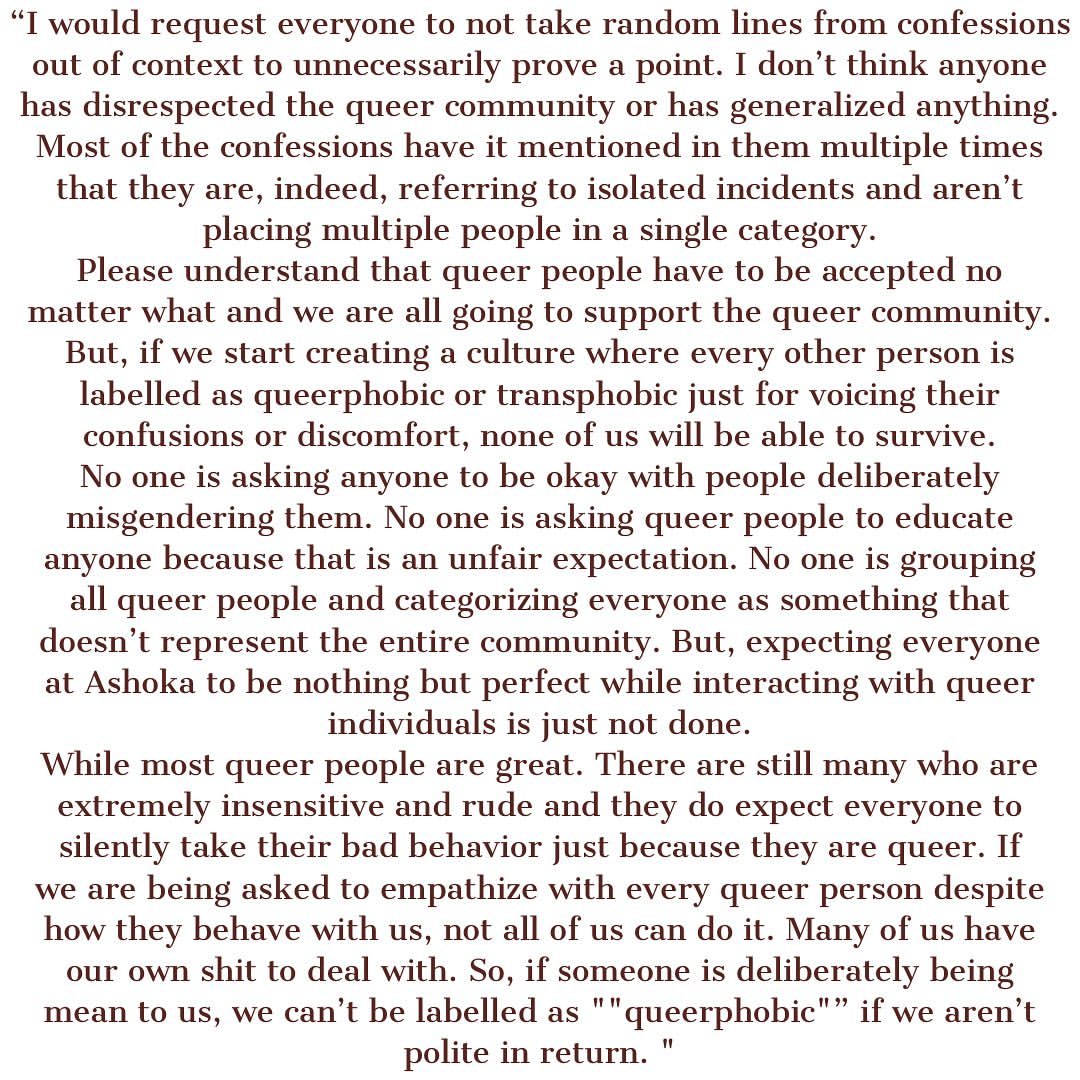 “I would request everyone to not take random lines from confessions
out of context to unnecessarily prove a point. I don’t think anyone
has disrespected the queer community or has generalized anything.
Most of the confessions have it mentioned in them multiple times
that they are, indeed, referring to isolated incidents and aren’t
placing multiple people in a single category.
Please understand that queer people have to be accepted no
matter what and we are all going to support the queer community.
But, if we start creating a culture where every other person is
labelled as queerphobic or transphobic just for voicing their
confusions or discomfort, none of us will be able to survive.
No one is asking anyone to be okay with people deliberately
misgendering them. No one is asking queer people to educate
anyone because that is an unfair expectation. No one is grouping
all queer people and categorizing everyone as something that
doesn’t represent the entire community. But, expecting everyone
at Ashoka to be nothing but perfect while interacting with queer
individuals is just not done.
While most queer people are great. There are still many who are
extremely insensitive and rude and they do expect everyone to
silently take their bad behavior just because they are queer. If
we are being asked to empathize with every queer person despite
how they behave with us, not all of us can do it. Many of us have
our own shit to deal with. So, if someone is deliberately being
mean to us, we can’t be labelled as ""queerphobic"” if we aren’t
polite in return. "